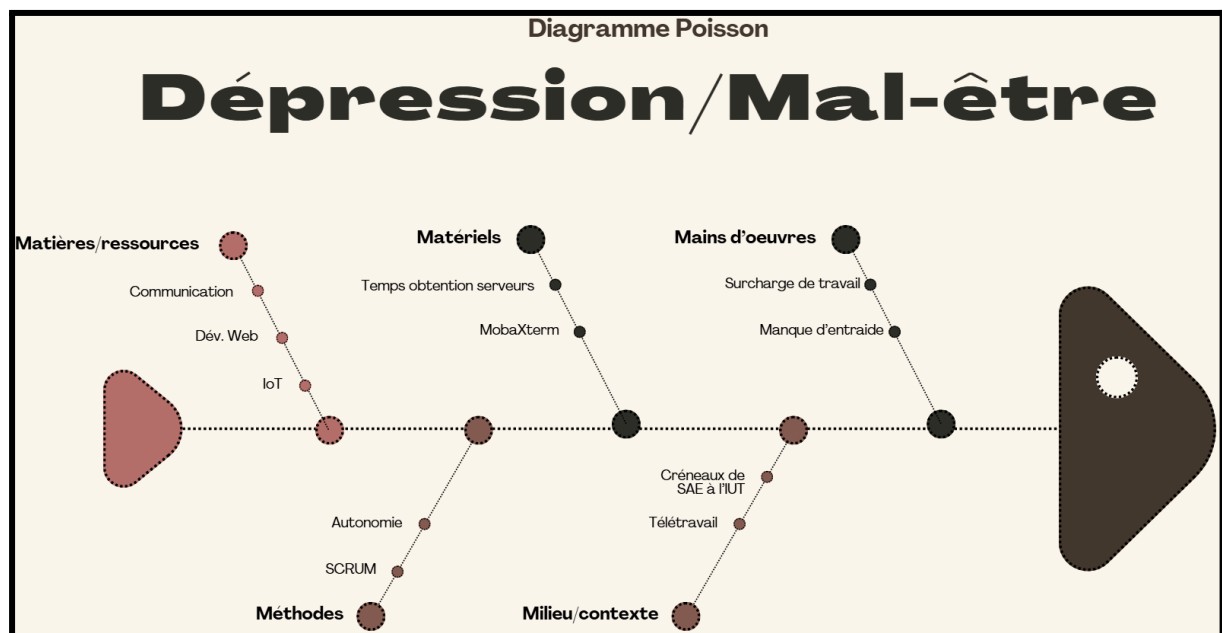 Diagramme Poisson
Dépression/Mal-être
Matières/ressources
Communication
Dév. Web
IoT
Matériels
Temps obtention serveurs
MobaXterm
Mains d'oeuvres
Surcharge de travail
Manque d'entraide
Autonomie
SCRUM
Méthodes
Créneaux de
SAE à l'IUT
Télétravail
Milieu/contexte